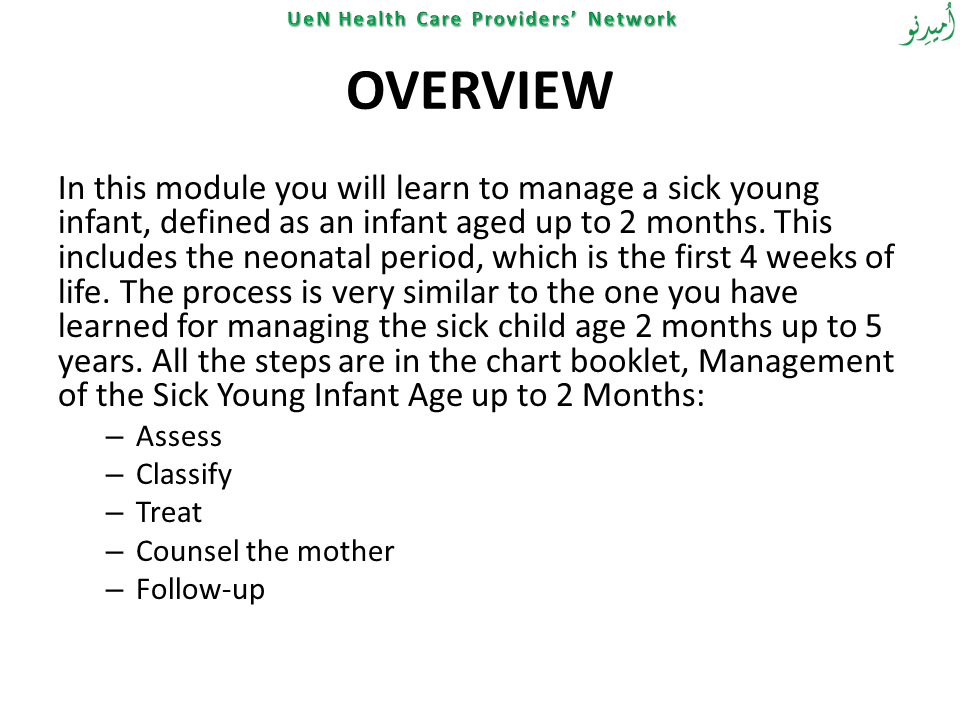 UeN Health Care Providers’ Network
اُمیدِنو
OVERVIEW
In this module you will learn to manage a sick young
infant, defined as an infant aged up to 2 months. This
includes the neonatal period, which is the first 4 weeks of
life. The process is very similar to the one you have
learned for managing the sick child age 2 months up to 5
years. All the steps are in the chart booklet, Management
of the Sick Young Infant Age up to 2 Months:
– Assess
– Classify
– Treat
– Counsel the mother
– Follow-up